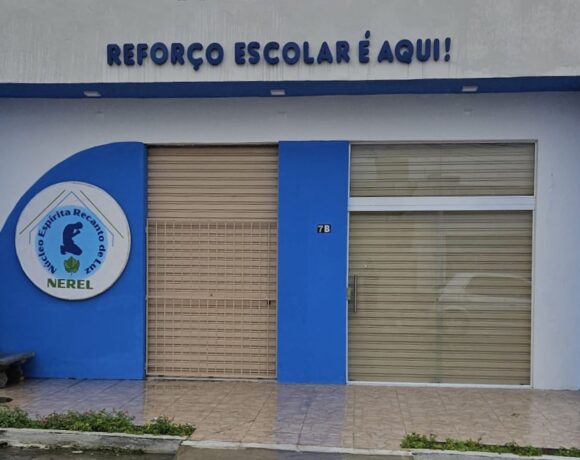 REFORÇO ESCOLAR É AQUI!
Núcleo Espírita Recanto de Luz
NEREL
7B